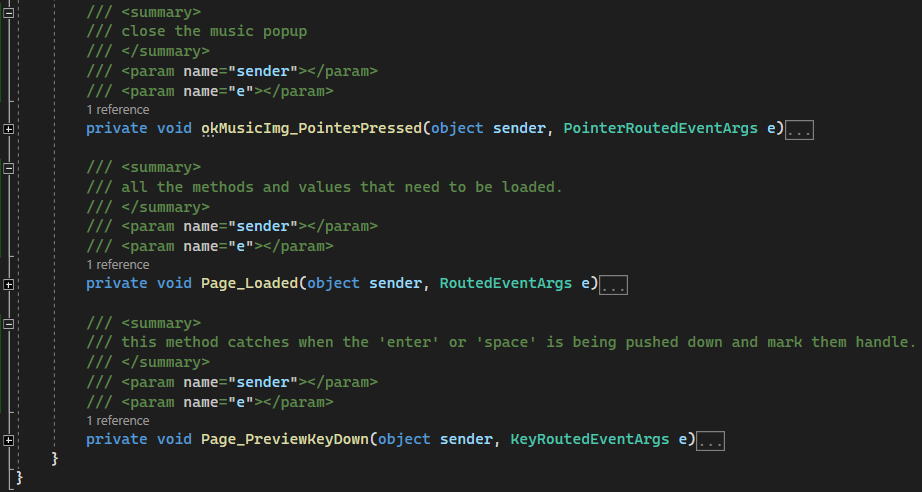 /// <summary>
/// close the music popup
/// </summary>
/// <param name="sender"></param>
/// <param name="e"></param>
1 reference
private void okMusicImg_PointerPressed(object sender, PointerRoutedEventArgs e)...
/// <summary>
/// all the methods and values that need to be loaded.
/// </summary>
/// <param name="sender"></param>
/// <param name="e"></param>
1 reference
private void Page_Loaded(object sender, RoutedEventArgs e)...
/// <summary>
/// this method catches when the 'enter' or 'space' is being pushed down and mark them handle.
/// </summary>
/// <param name="sender"></param>
/// <param name="e"></param>
1 reference
private void Page_PreviewKeyDown(object sender, KeyRoutedEventArgs e)...
}
}